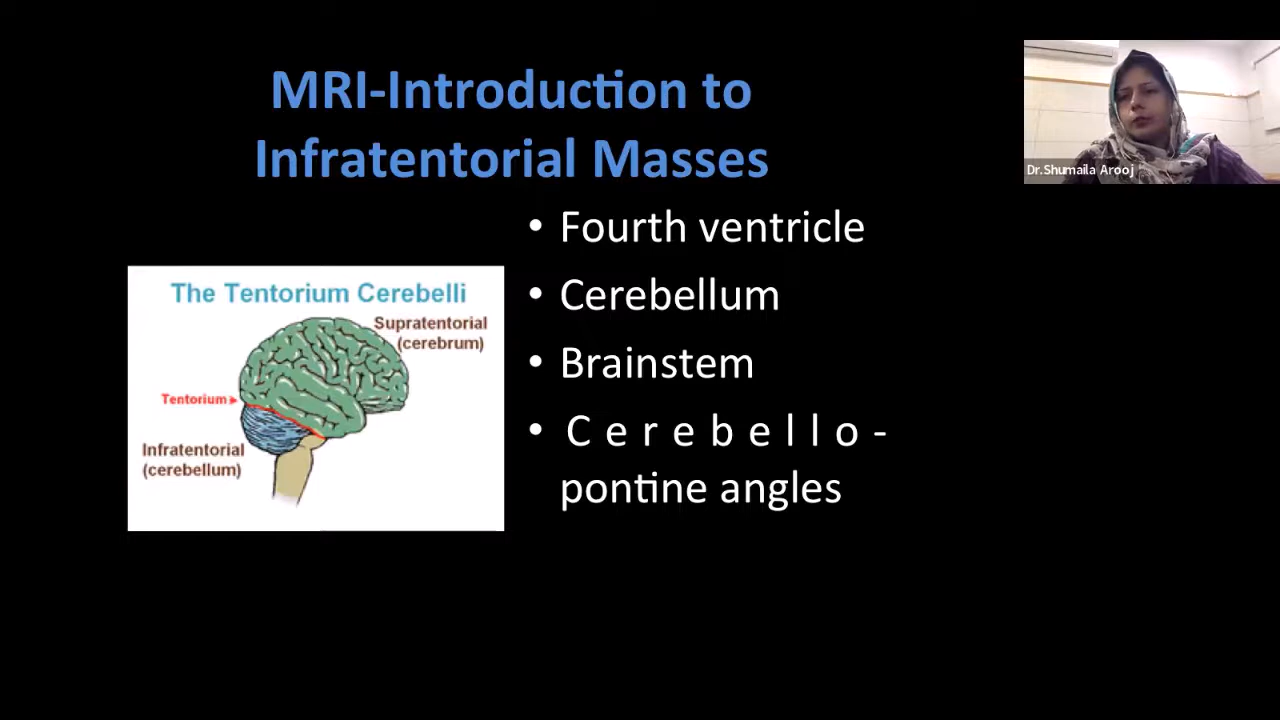 MRI-Introduction to
Infratentorial Masses
Dr.Shumaila Arooj
• Fourth ventricle
• Cerebellum
• Brainstem
• C e r e b e l l o -
pontine angles
The Tentorium Cerebelli
Supratentorial
(cerebrum)
Tentorium
Infratentorial
(cerebellum)